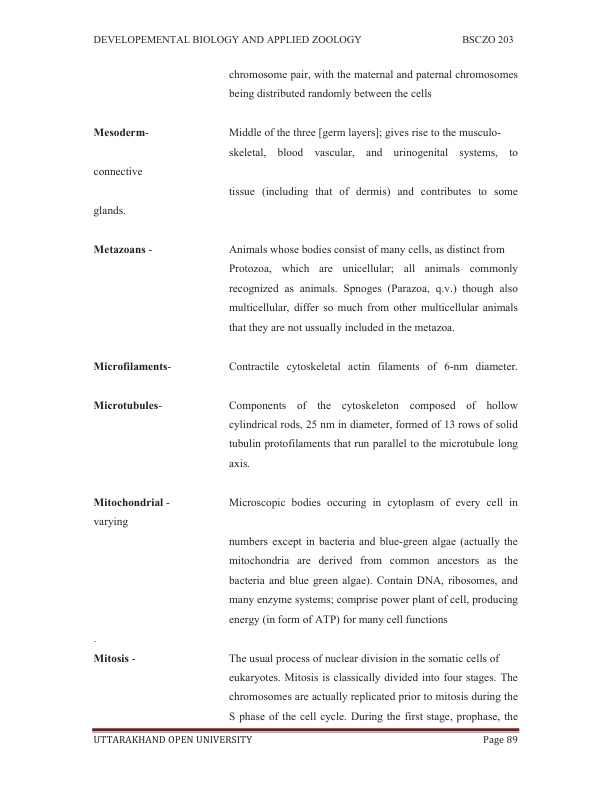 DEVELOPEMENTAL BIOLOGY AND APPLIED ZOOLOGY BSCZO 203
chromosome pair, with the maternal and paternal chromosomes
being distributed randomly between the cells
Mesoderm- Middle of the three [germ layers]; gives rise to the musculo-
skeletal, blood vascular, and urinogenital systems, to
connective
tissue (including that of dermis) and contributes to some
glands.
Metazoans - Animals whose bodies consist of many cells, as distinct from
Protozoa, which are unicellular; all animals commonly
recognized as animals. Spnoges (Parazoa, q.v.) though also
multicellular, differ so much from other multicellular animals
that they are not ussually included in the metazoa.
Microfilaments- Contractile cytoskeletal actin filaments of 6-nm diameter.
Microtubules- Components of the cytoskeleton composed of hollow
cylindrical rods, 25 nm in diameter, formed of 13 rows of solid
tubulin protofilaments that run parallel to the microtubule long
axis.
Mitochondrial - Microscopic bodies occuring in cytoplasm of every cell in
varying
numbers except in bacteria and blue-green algae (actually the
mitochondria are derived from common ancestors as the
bacteria and blue green algae). Contain DNA, ribosomes, and
many enzyme systems; comprise power plant of cell, producing
energy (in form of ATP) for many cell functions
.
Mitosis - The usual process of nuclear division in the somatic cells of
eukaryotes. Mitosis is classically divided into four stages. The
chromosomes are actually replicated prior to mitosis during the
S phase of the cell cycle. During the first stage, prophase, the
UTTARAKHAND OPEN UNIVERSITY Page 89